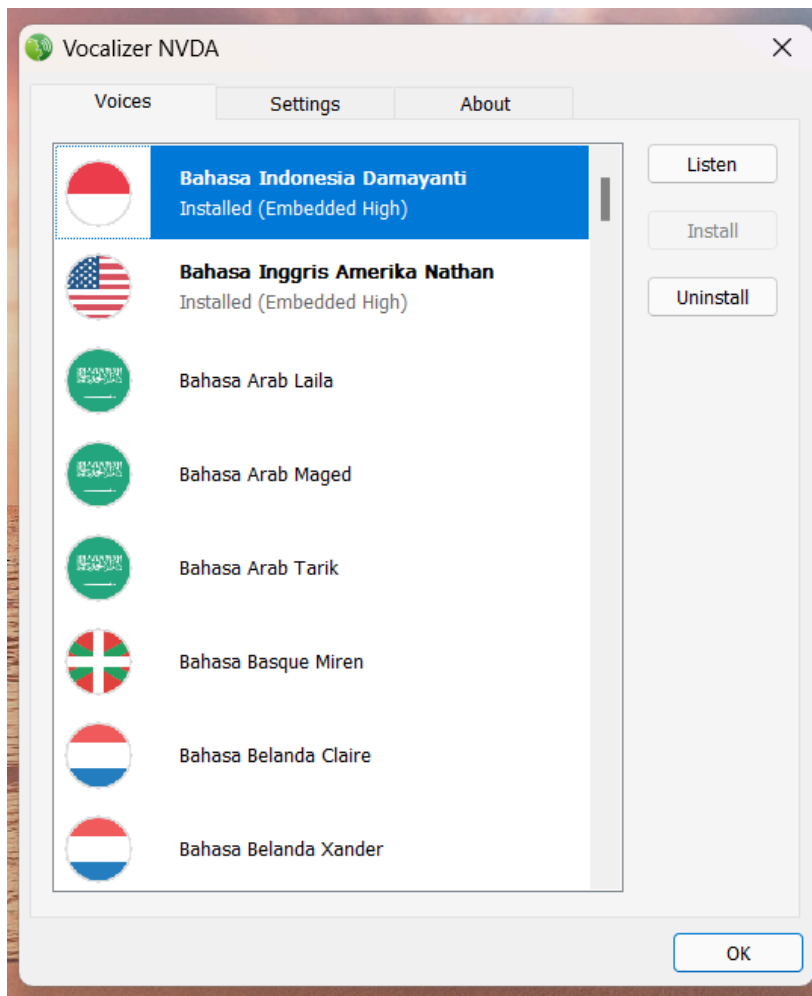 Vocalizer NVDA
Voices
Settings
About
Bahasa Indonesia Damayanti
Installed (Embedded High)
Bahasa Inggris Amerika Nathan
Installed (Embedded High)
Bahasa Arab Laila
Bahasa Arab Maged
Bahasa Arab Tarik
Bahasa Basque Miren
Bahasa Belanda Claire
Bahasa Belanda Xander
Listen
Install
Uninstall
OK